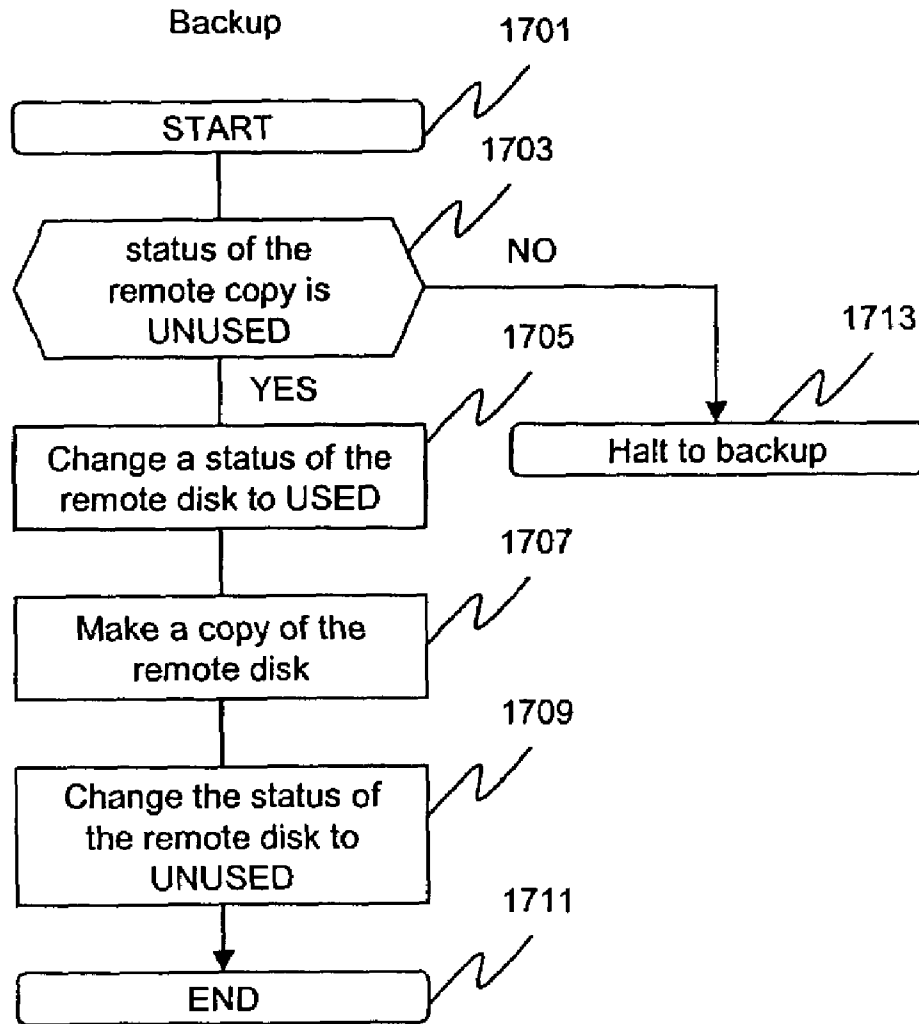 Backup
1701
START
1703
status of the
remote copy is
UNUSED
NO
1713
YES
1705
Change a status of the
remote disk to USED
Halt to backup
1707
Make a copy of the
remote disk
1709
Change the status of
the remote disk to
UNUSED
1711
END